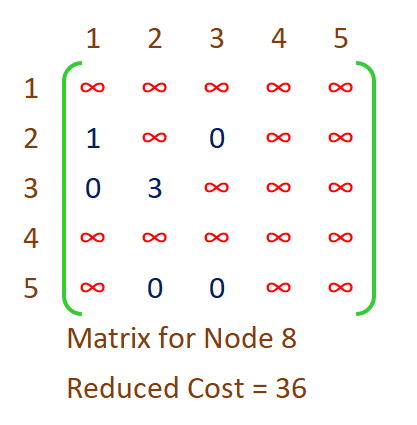 1 2 3 4 5
1 ∞ ∞ ∞ ∞ ∞
2 1 ∞ 0 ∞ ∞
3 0 3 ∞ ∞ ∞
4 ∞ ∞ ∞ ∞ ∞
5 ∞ 0 0 ∞ ∞
Matrix for Node 8
Reduced Cost = 36